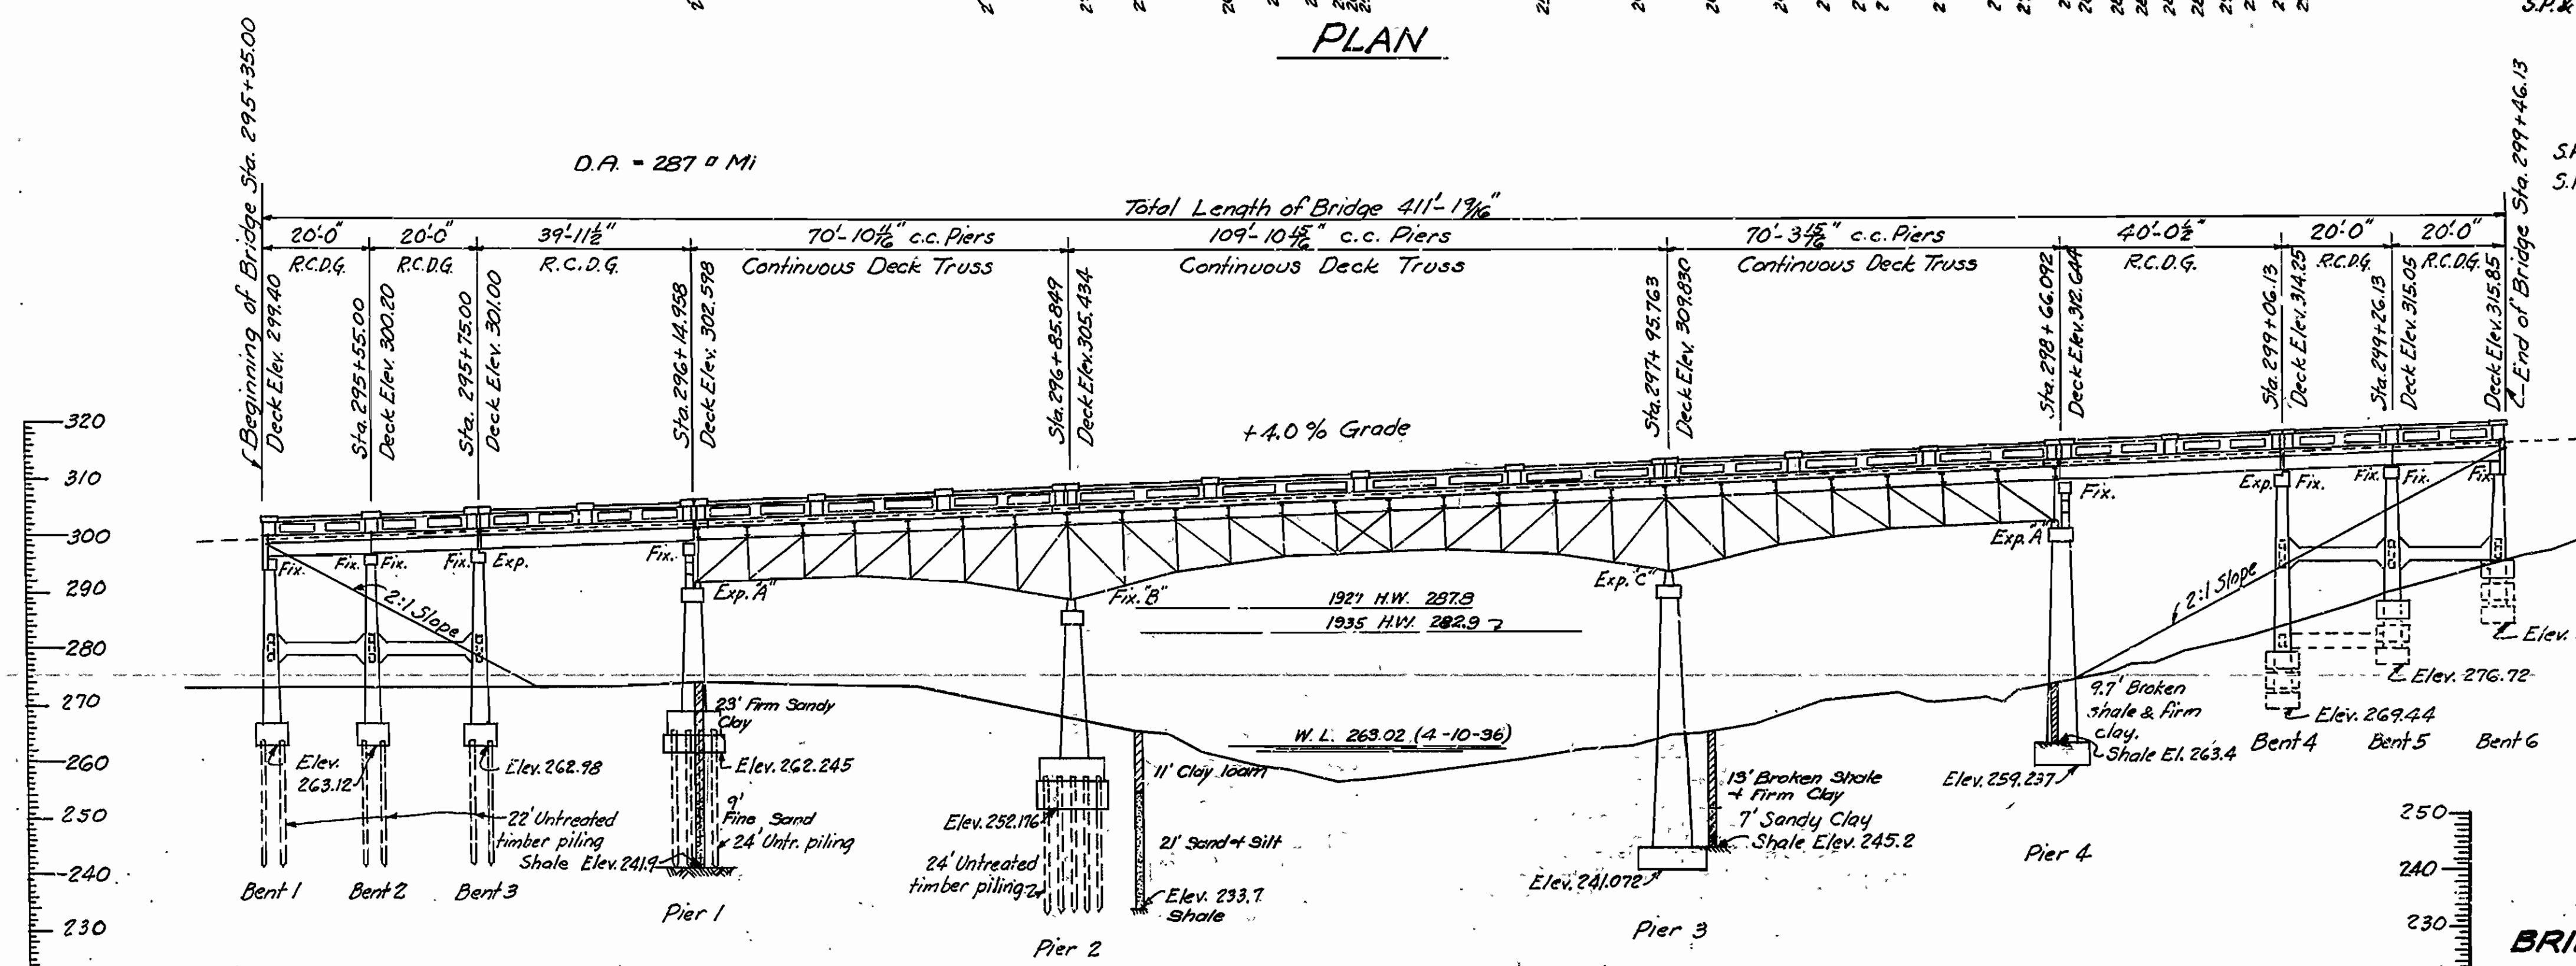 PLAN
S.P. &
D.A. = 287 □ Mi
Total Length of Bridge 411'-1 9/16"
20'-0"
20'-0"
39'-11½"
70'-10 11/16" c.c. Piers
109'-10 15/16" c.c. Piers
70'-3 15/16" c.c. Piers
40'-0½"
20'-0"
20'-0"
R.C.D.G.
R.C.D.G.
R.C.D.G.
Continuous Deck Truss
Continuous Deck Truss
Continuous Deck Truss
R.C.D.G.
R.C.D.G.
R.C.D.G.
Beginning of Bridge Sta. 295+35.00
Deck Elev. 299.40
Sta. 295+55.00
Deck Elev. 300.20
Sta. 295+75.00
Deck Elev. 301.00
Sta. 296+14.958
Deck Elev. 302.598
Sta. 296+85.849
Deck Elev. 305.434
Sta. 297+95.763
Deck Elev. 309.830
Sta. 298+66.092
Deck Elev. 312.644
Sta. 299+06.13
Deck Elev. 314.25
Sta. 299+26.13
Deck Elev. 315.05
Deck Elev. 315.85
End of Bridge Sta. 299+46.13
+4.0% Grade
320
310
300
290
280
270
260
250
240
230
Fix.
Fix.
Fix.
Fix.
Exp.
Fix.
Exp. "A"
Fix. "B"
Exp. "C"
Exp. "A"
Fix.
Exp.
Fix.
Fix.
Fix.
Fix.
2:1 Slope
2:1 Slope
1927 H.W. 287.8
1935 H.W. 282.9
W.L. 263.02 (4-10-36)
Elev.
263.12
Elev. 262.98
22' Untreated
timber piling
23' Firm Sandy
Clay
Elev. 262.245
9'
Fine Sand
24' Untr. piling
Shale Elev. 241.9
Elev. 252.176
24' Untreated
timber piling
11' Clay loam
21' Sand & Silt
Elev. 233.7
Shale
13' Broken Shale
+ Firm Clay
7' Sandy Clay
Shale Elev. 245.2
Elev. 241.072
9.7' Broken
shale & firm
clay.
Shale El. 263.4
Elev. 259.237
Elev. 269.44
Elev. 276.72
Elev.
Bent 1
Bent 2
Bent 3
Pier 1
Pier 2
Pier 3
Pier 4
Bent 4
Bent 5
Bent 6
250
240
230
BRI